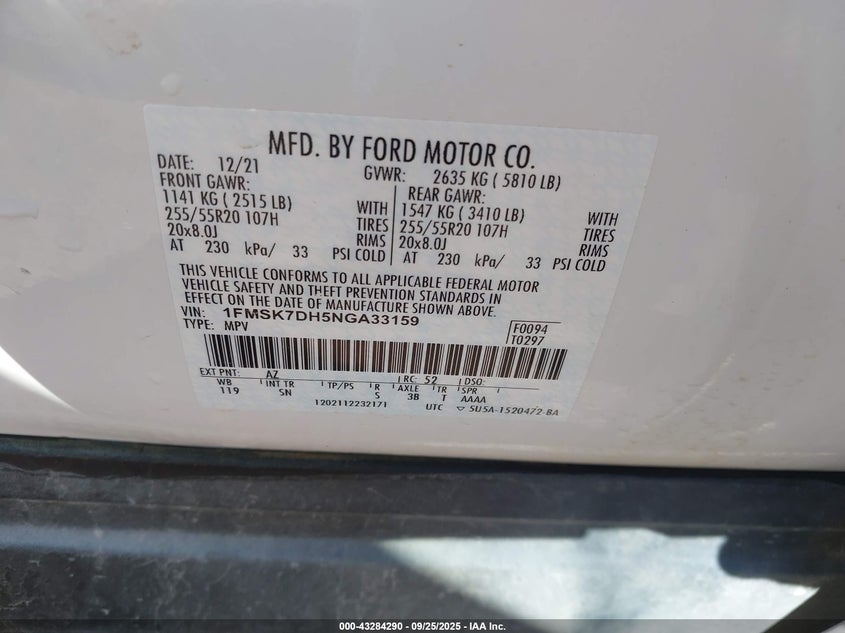 MFD. BY FORD MOTOR CO.
DATE: 12/21 GVWR: 2635 KG ( 5810 LB)
FRONT GAWR: REAR GAWR:
1141 KG ( 2515 LB) WITH 1547 KG ( 3410 LB) WITH
255/55R20 107H TIRES 255/55R20 107H TIRES
20x8.0J RIMS 20x8.0J RIMS
AT 230 kPa/ 33 PSI COLD AT 230 kPa/ 33 PSI COLD
THIS VEHICLE CONFORMS TO ALL APPLICABLE FEDERAL MOTOR
VEHICLE SAFETY AND THEFT PREVENTION STANDARDS IN
EFFECT ON THE DATE OF MANUFACTURE SHOWN ABOVE.
VIN: 1FMSK7DH5NGA33159 F0094
TYPE: MPV T0297
EXT PNT: AZ RC: 52 DSO:
WB INT TR TP/PS R AXLE TR SPR
119 SN S 3B T AAAA
1202112232171 UTC ▽ 5U5A-1520472-BA
000-43284290 - 09/25/2025 - IAA Inc.